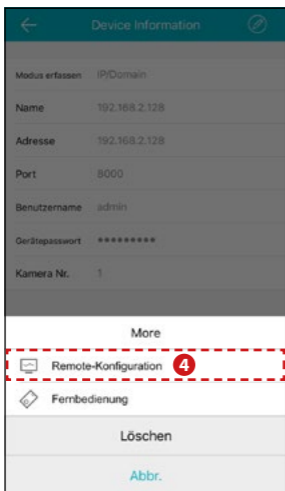 Device Information
Modus erfassen IP/Domain
Name 192.168.2.128
Adresse 192.168.2.128
Port 8000
Benutzername admin
Gerätepasswort •••••••••
Kamera Nr. 1
More
Remote-Konfiguration 4
Fernbedienung
Löschen
Abbr.